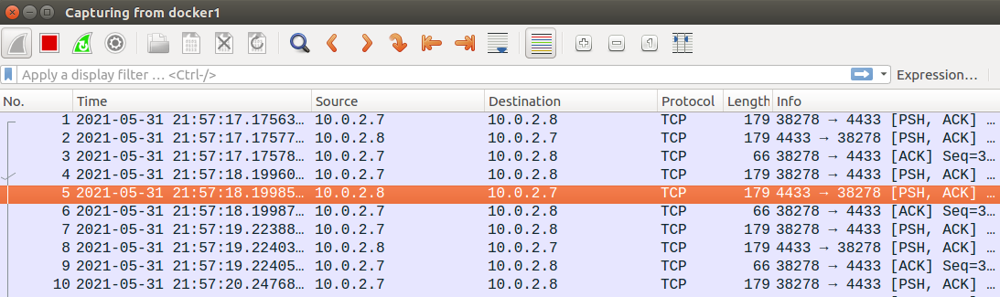 Capturing from docker1
Apply a display filter … <Ctrl-/> Expression…
No. Time Source Destination Protocol Length Info
1 2021-05-31 21:57:17.17563… 10.0.2.7 10.0.2.8 TCP 179 38278 → 4433 [PSH, ACK] …
2 2021-05-31 21:57:17.17577… 10.0.2.8 10.0.2.7 TCP 179 4433 → 38278 [PSH, ACK] …
3 2021-05-31 21:57:17.17578… 10.0.2.7 10.0.2.8 TCP 66 38278 → 4433 [ACK] Seq=3…
4 2021-05-31 21:57:18.19960… 10.0.2.7 10.0.2.8 TCP 179 38278 → 4433 [PSH, ACK] …
5 2021-05-31 21:57:18.19985… 10.0.2.8 10.0.2.7 TCP 179 4433 → 38278 [PSH, ACK] …
6 2021-05-31 21:57:18.19987… 10.0.2.7 10.0.2.8 TCP 66 38278 → 4433 [ACK] Seq=3…
7 2021-05-31 21:57:19.22388… 10.0.2.7 10.0.2.8 TCP 179 38278 → 4433 [PSH, ACK] …
8 2021-05-31 21:57:19.22403… 10.0.2.8 10.0.2.7 TCP 179 4433 → 38278 [PSH, ACK] …
9 2021-05-31 21:57:19.22405… 10.0.2.7 10.0.2.8 TCP 66 38278 → 4433 [ACK] Seq=3…
10 2021-05-31 21:57:20.24768… 10.0.2.7 10.0.2.8 TCP 179 38278 → 4433 [PSH, ACK] …